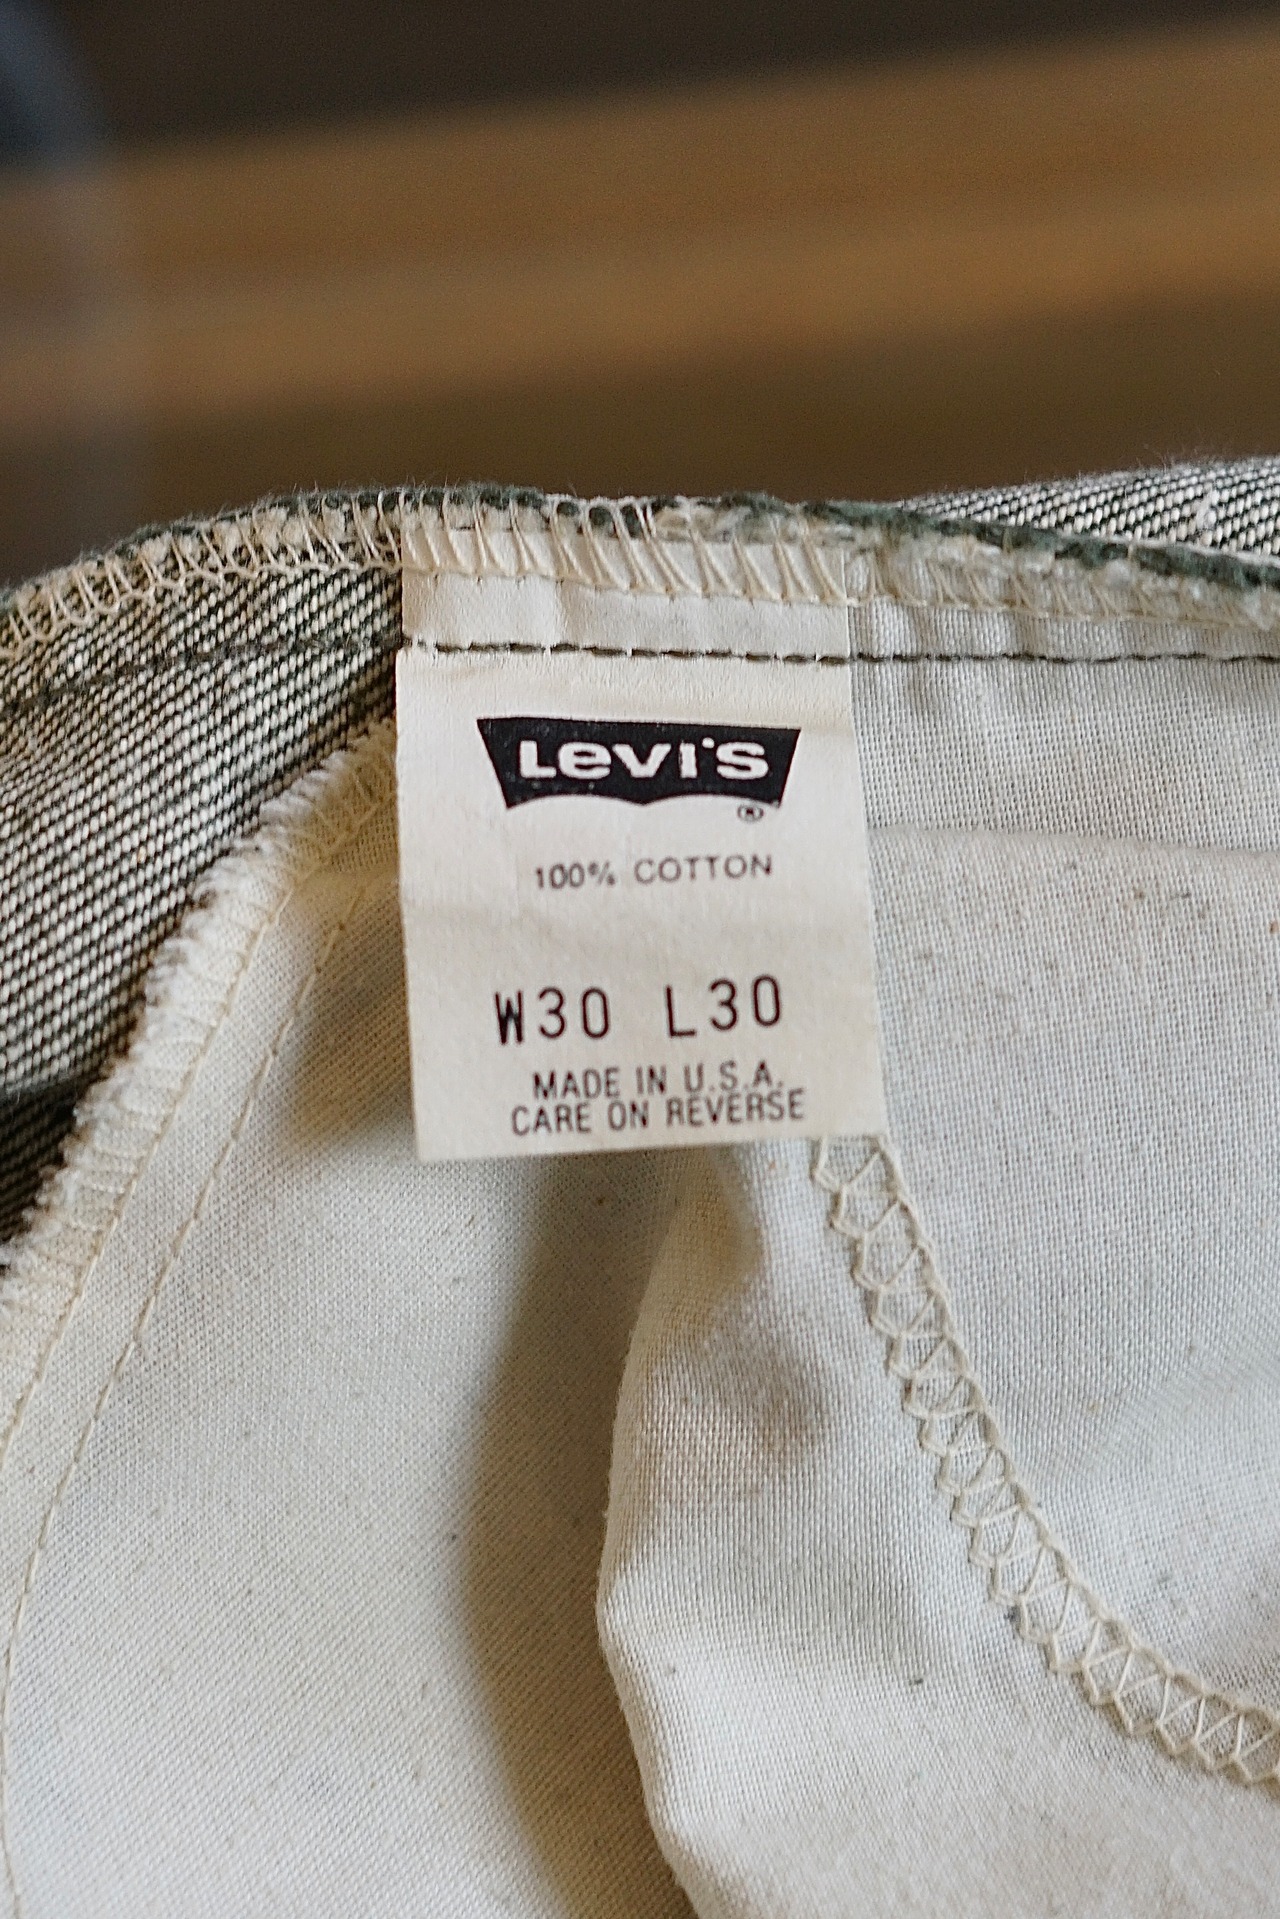 Levi's
®
100% COTTON
W30 L30
MADE IN U.S.A.
CARE ON REVERSE